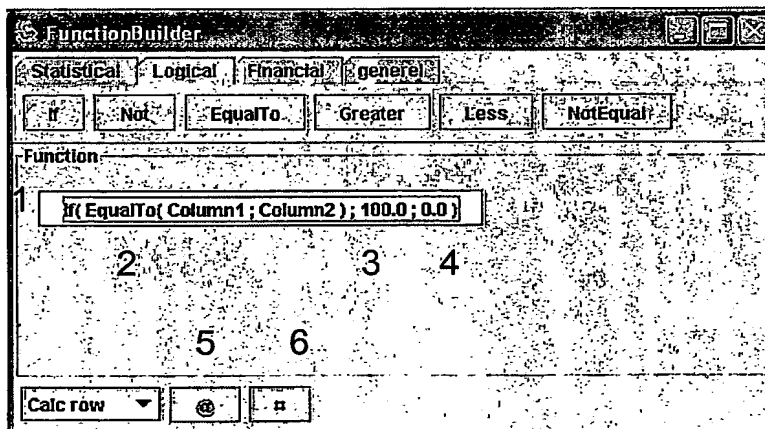 FunctionBuilder
Statistical Logical Financial generel
If Not EqualTo Greater Less NotEqual
Function
1
If( EqualTo( Column1 ; Column2 ) ; 100.0 ; 0.0 )
2 3 4
5 6
Calc row @ ¤